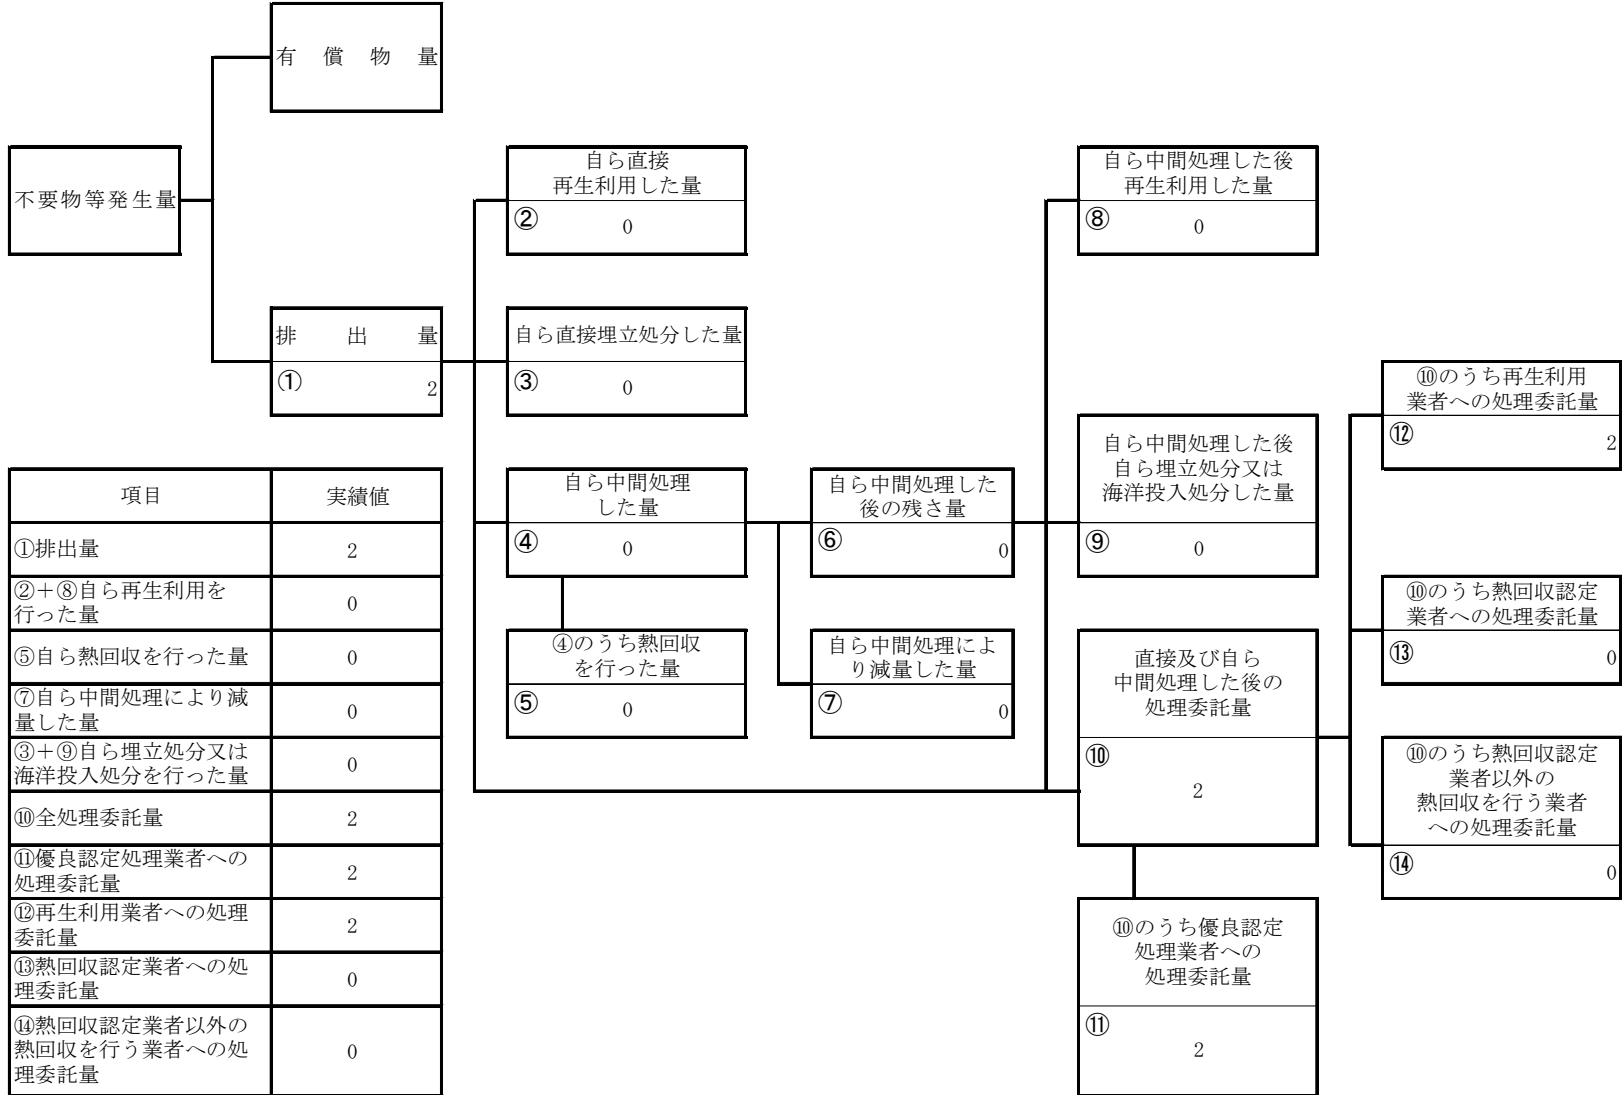 有償物量
不要物等発生量
排出量
① 2
自ら直接
再生利用した量
② 0
自ら直接埋立処分した量
③ 0
自ら中間処理
した量
④ 0
④のうち熱回収
を行った量
⑤ 0
自ら中間処理した
後の残さ量
⑥ 0
自ら中間処理によ
り減量した量
⑦ 0
自ら中間処理した後
再生利用した量
⑧ 0
自ら中間処理した後
自ら埋立処分又は
海洋投入処分した量
⑨ 0
直接及び自ら
中間処理した後の
処理委託量
⑩
2
⑩のうち優良認定
処理業者への
処理委託量
⑪
2
⑩のうち再生利用
業者への処理委託量
⑫ 2
⑩のうち熱回収認定
業者への処理委託量
⑬ 0
⑩のうち熱回収認定
業者以外の
熱回収を行う業者
への処理委託量
⑭ 0
項目 実績値
①排出量 2
②+⑧自ら再生利用を
行った量 0
⑤自ら熱回収を行った量 0
⑦自ら中間処理により減
量した量 0
③+⑨自ら埋立処分又は
海洋投入処分を行った量 0
⑩全処理委託量 2
⑪優良認定処理業者への
処理委託量 2
⑫再生利用業者への処理
委託量 2
⑬熱回収認定業者への処
理委託量 0
⑭熱回収認定業者以外の
熱回収を行う業者への処 0
理委託量